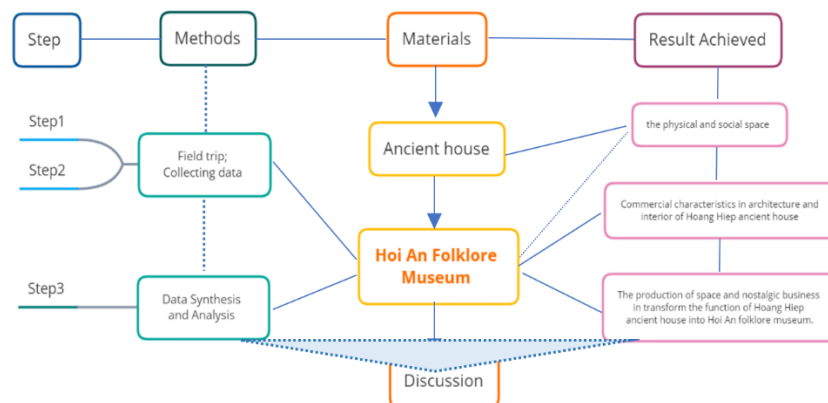 Step
Methods
Materials
Result Achieved
Step1
Step2
Field trip;
Collecting data
Ancient house
the physical and social space
Commercial characteristics in architecture and
interior of Hoang Hiep ancient house
Hoi An Folklore
Museum
Step3
Data Synthesis
and Analysis
The production of space and nostalgic business
in transform the function of Hoang Hiep
ancient house into Hoi An folklore museum.
Discussion